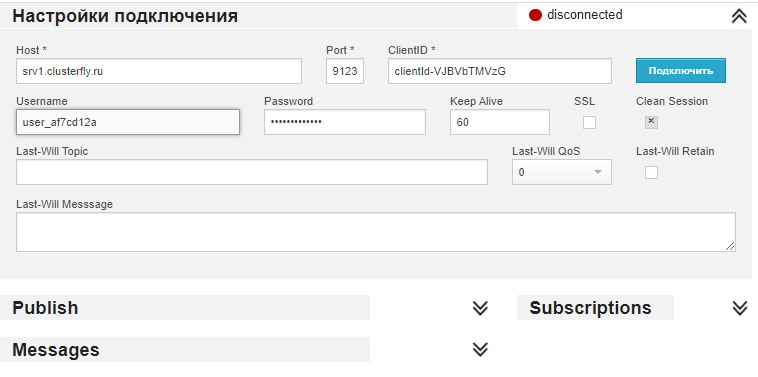 Настройки подключения disconnected
Host * Port * ClientID *
srv1.clusterfly.ru 9123 clientId-VJBVbTMVzG Подключить
Username Password Keep Alive SSL Clean Session
user_af7cd12a ••••••••••••• 60
Last-Will Topic Last-Will QoS Last-Will Retain
0
Last-Will Messsage
Publish Subscriptions
Messages